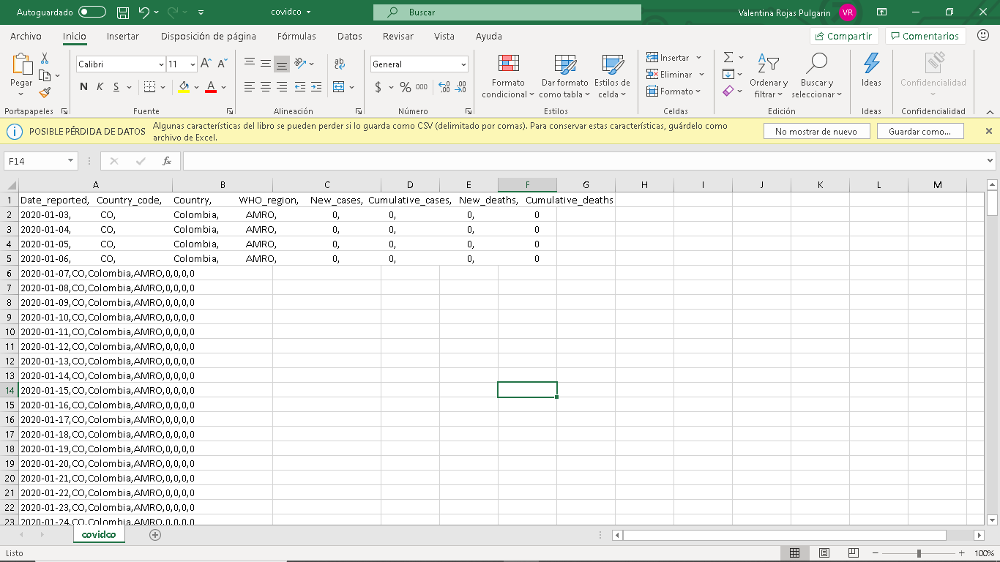 Autoguardado covidco Buscar Valentina Rojas Pulgarin VR
Archivo Inicio Insertar Disposición de página Fórmulas Datos Revisar Vista Ayuda Compartir Comentarios
Pegar
Portapapeles
Calibri 11 A A
N K S A
Fuente
ab
Alineación
General
$ % 000
Número
Formato condicional
Dar formato como tabla
Estilos de celda
Estilos
Insertar
Eliminar
Formato
Celdas
Ordenar y filtrar
Buscar y seleccionar
Edición
Ideas
Ideas
Confidencialidad
Confidencialidad
POSIBLE PÉRDIDA DE DATOS Algunas características del libro se pueden perder si lo guarda como CSV (delimitado por comas). Para conservar estas características, guárdelo como
archivo de Excel.
No mostrar de nuevo Guardar como...
F14 fx
A B C D E F G H I J K L M
1 Date_reported, Country_code, Country, WHO_region, New_cases, Cumulative_cases, New_deaths, Cumulative_deaths
2 2020-01-03, CO, Colombia, AMRO, 0, 0, 0, 0
3 2020-01-04, CO, Colombia, AMRO, 0, 0, 0, 0
4 2020-01-05, CO, Colombia, AMRO, 0, 0, 0, 0
5 2020-01-06, CO, Colombia, AMRO, 0, 0, 0, 0
6 2020-01-07,CO,Colombia,AMRO,0,0,0,0
7 2020-01-08,CO,Colombia,AMRO,0,0,0,0
8 2020-01-09,CO,Colombia,AMRO,0,0,0,0
9 2020-01-10,CO,Colombia,AMRO,0,0,0,0
10 2020-01-11,CO,Colombia,AMRO,0,0,0,0
11 2020-01-12,CO,Colombia,AMRO,0,0,0,0
12 2020-01-13,CO,Colombia,AMRO,0,0,0,0
13 2020-01-14,CO,Colombia,AMRO,0,0,0,0
14 2020-01-15,CO,Colombia,AMRO,0,0,0,0
15 2020-01-16,CO,Colombia,AMRO,0,0,0,0
16 2020-01-17,CO,Colombia,AMRO,0,0,0,0
17 2020-01-18,CO,Colombia,AMRO,0,0,0,0
18 2020-01-19,CO,Colombia,AMRO,0,0,0,0
19 2020-01-20,CO,Colombia,AMRO,0,0,0,0
20 2020-01-21,CO,Colombia,AMRO,0,0,0,0
21 2020-01-22,CO,Colombia,AMRO,0,0,0,0
22 2020-01-23,CO,Colombia,AMRO,0,0,0,0
23 2020-01-24,CO,Colombia,AMRO,0,0,0,0
covidco
Listo 100%